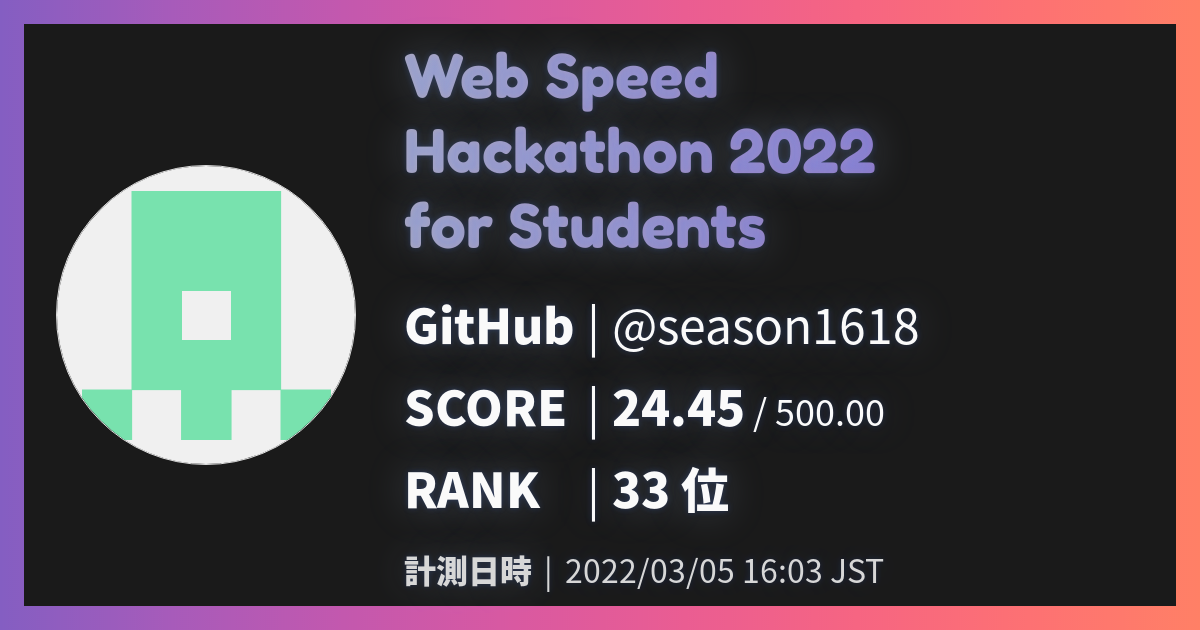 Web Speed
Hackathon 2022
for Students
GitHub | @season1618
SCORE | 24.45 / 500.00
RANK | 33 位
計測日時 | 2022/03/05 16:03 JST